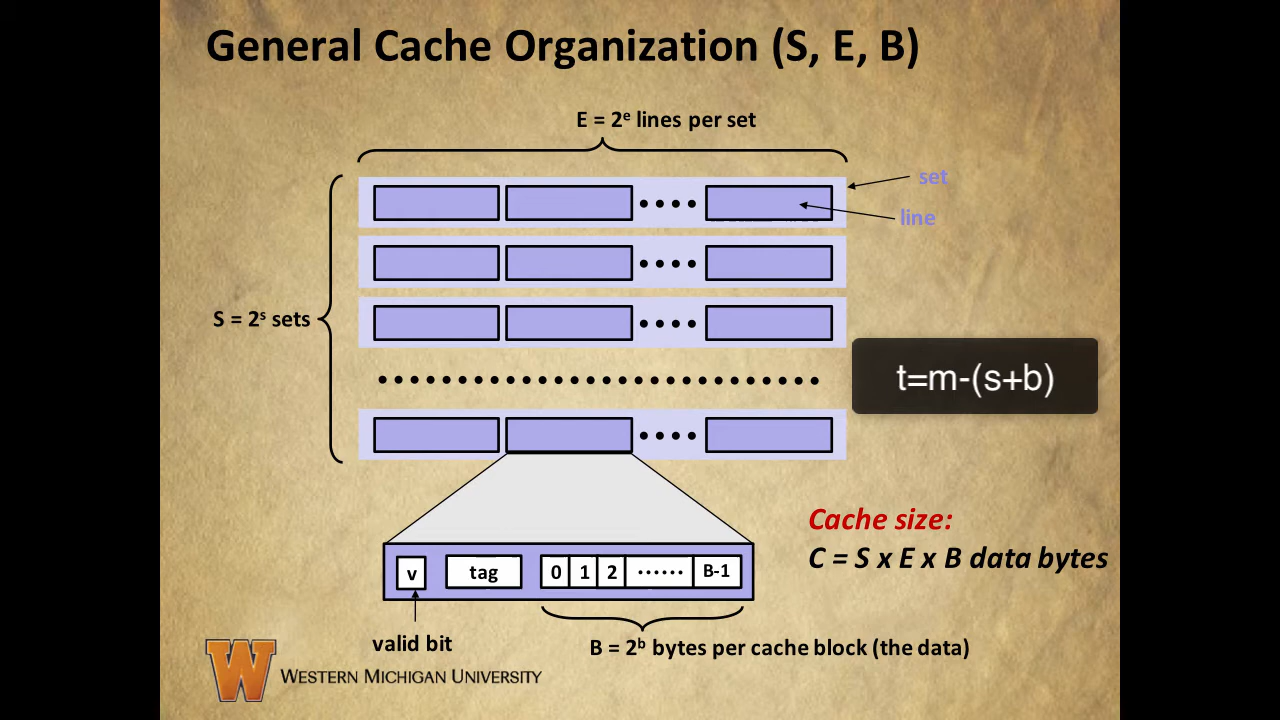 General Cache Organization (S, E, B)
E = 2ᵉ lines per set
set
line
S = 2ˢ sets
t=m-(s+b)
Cache size:
C = S x E x B data bytes
v
tag
0
1
2
B-1
valid bit
B = 2ᵇ bytes per cache block (the data)
W
WESTERN MICHIGAN UNIVERSITY